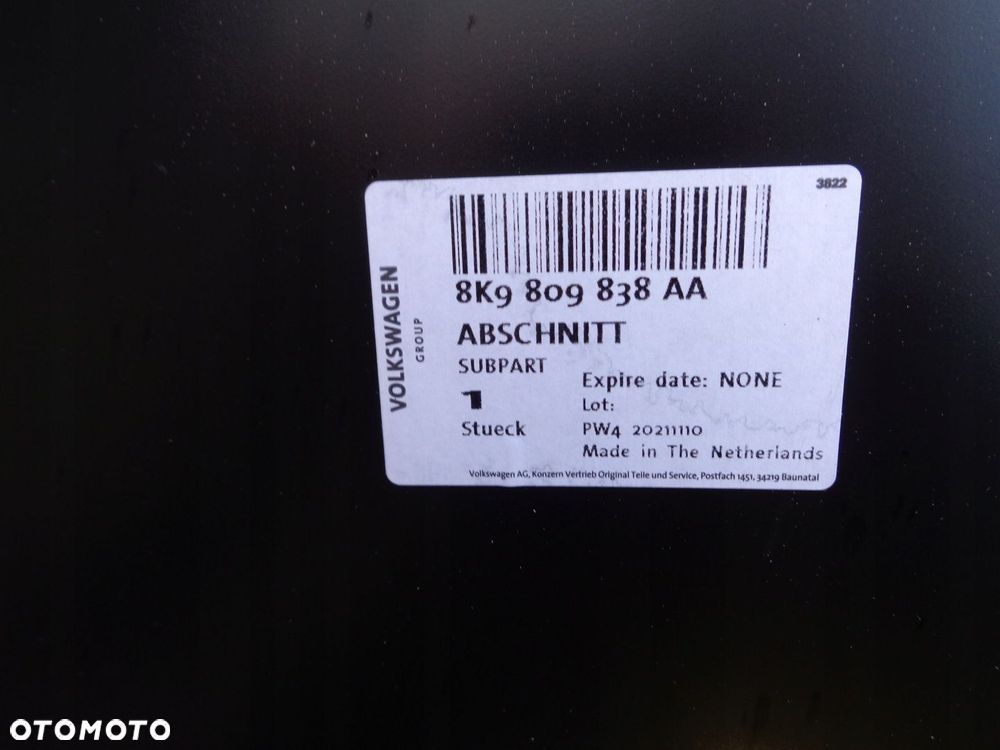 3822
VOLKSWAGEN
GROUP
8K9 809 838 AA
ABSCHNITT
SUBPART
1
Stueck
Expire date: NONE
Lot:
PW4 20211110
Made in The Netherlands
Volkswagen AG, Konzern Vertrieb Original Teile und Service, Postfach 1451, 34219 Baunatal
OTOMOTO